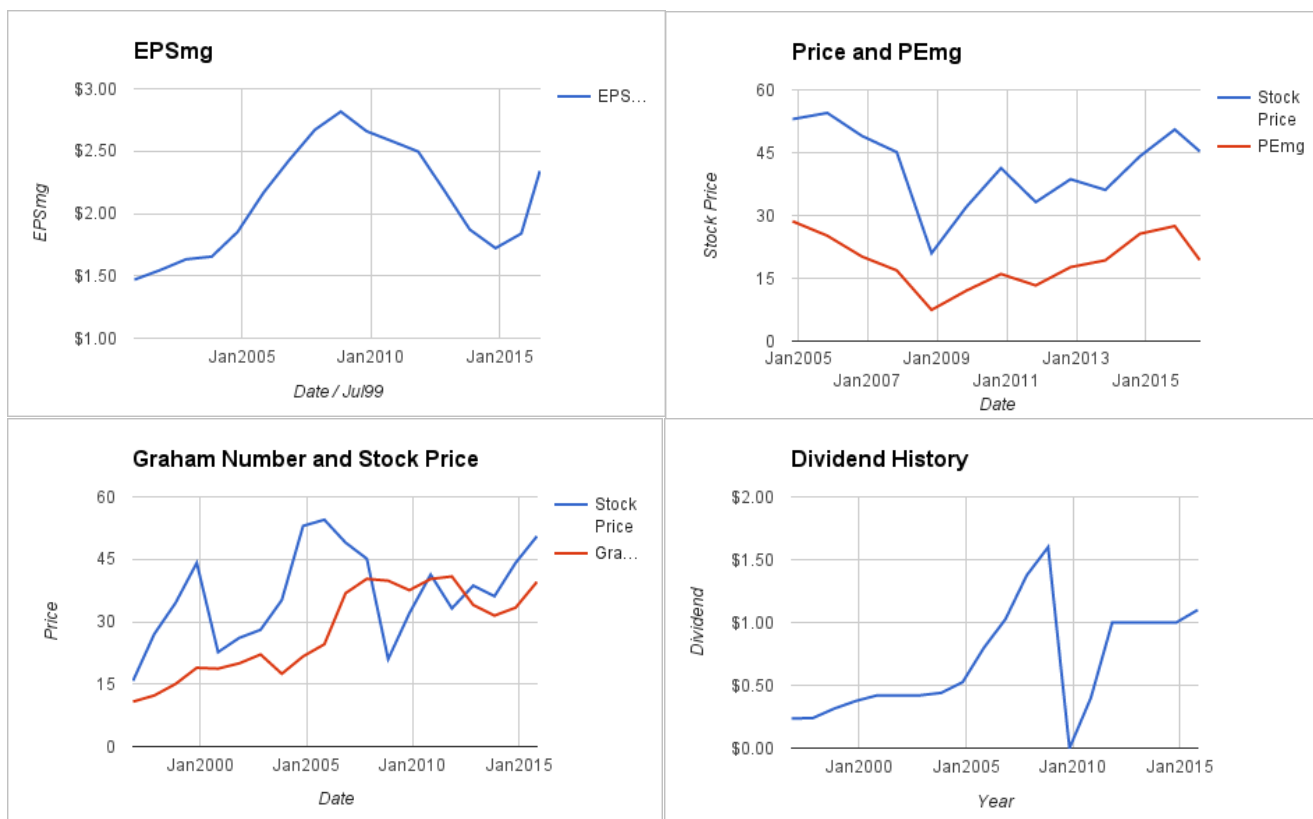 EPSmg
$3.00
$2.50
$2.00
$1.50
$1.00
EPSmg
EPS...
Jan2005 Jan2010 Jan2015
Date / Jul99
Price and PEmg
60
45
30
15
0
Stock Price
Stock
Price
PEmg
Jan2005 Jan2009 Jan2013
Jan2007 Jan2011 Jan2015
Date
Graham Number and Stock Price
60
45
30
15
0
Price
Stock
Price
Gra...
Jan2000 Jan2005 Jan2010 Jan2015
Date
Dividend History
$2.00
$1.50
$1.00
$0.50
$0.00
Dividend
Jan2000 Jan2005 Jan2010 Jan2015
Year